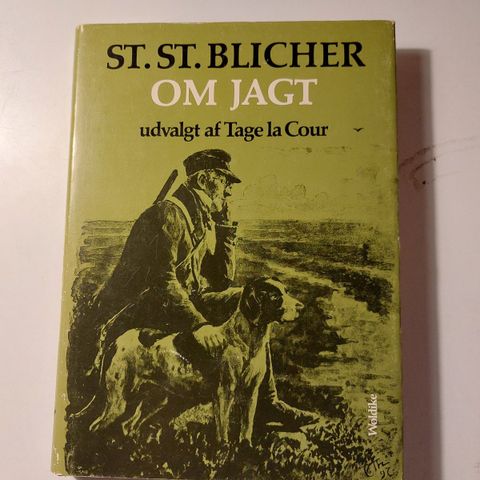 ST. ST. BLICHER
OM JAGT
udvalgt af Tage la Cour
Woldike